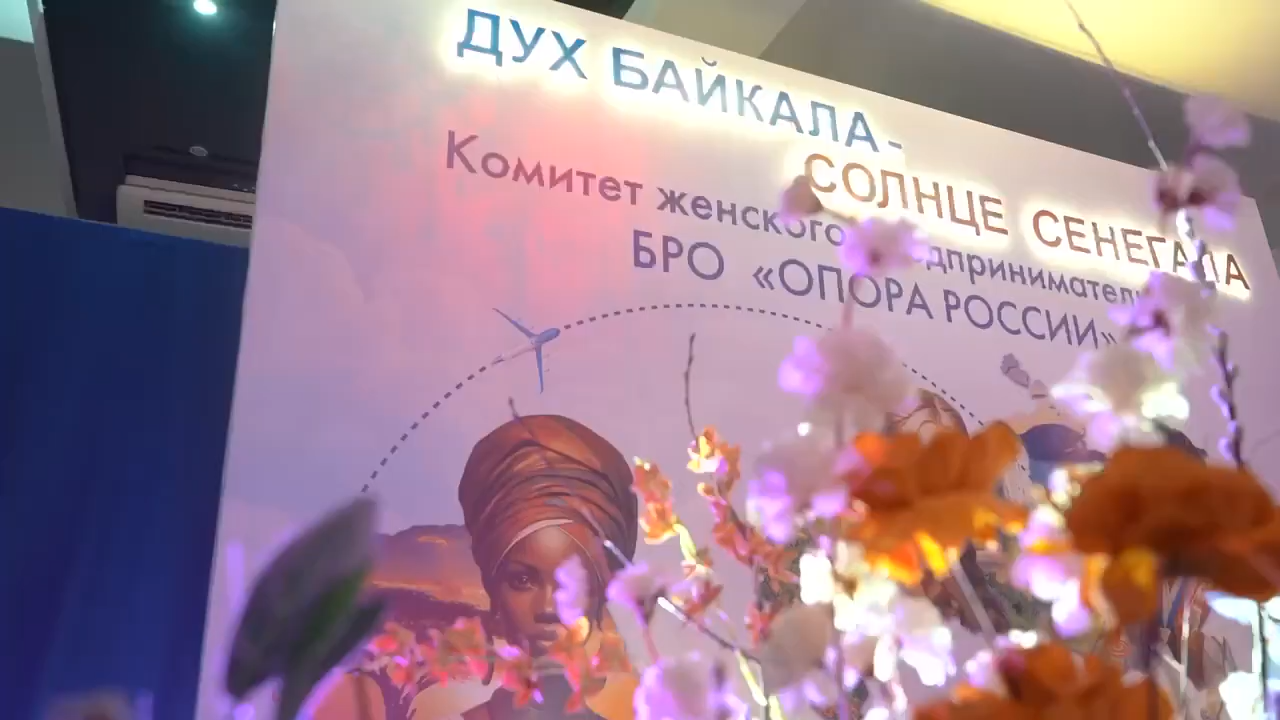 ДУХ БАЙКАЛА-
СОЛНЦЕ СЕНЕГАЛА
Комитет женского
БРО «ОПОРА РОССИИ»